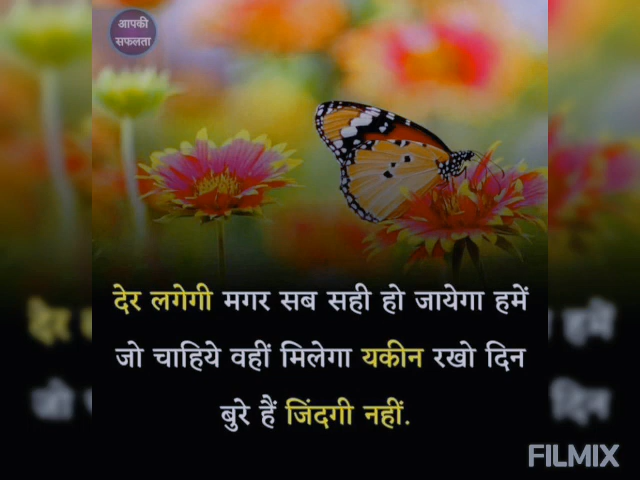 आपकी
सफलता
देर लगेगी मगर सब सही हो जायेगा हमें
जो चाहिये वहीं मिलेगा यकीन रखो दिन
बुरे हैं जिंदगी नहीं.
FILMIX